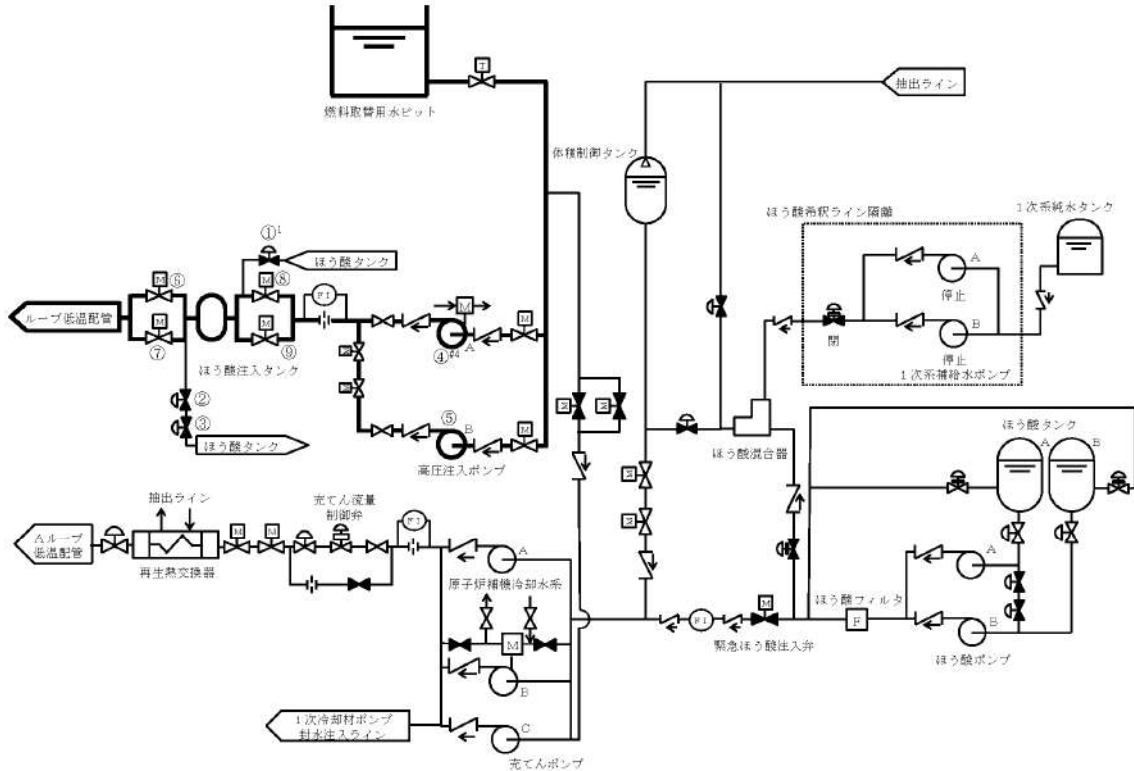 燃料取替用水ピット
抽出ライン
体積制御タンク
ほう酸希釈ライン隔離
1次系純水タンク
①¹
ほう酸タンク
⑥
⑧
FI
A
停止
ループ低温配管
④#4
A
B
停止
閉
1次系補給水ポンプ
⑦
⑨
ほう酸注入タンク
②
⑤
③
B
ほう酸タンク
高圧注入ポンプ
ほう酸混合器
ほう酸タンク
A
B
抽出ライン
充てん流量
制御弁
FI
Aループ
低温配管
再生熱交換器
A
原子炉補機冷却水系
M
B
FI
M
緊急ほう酸注入弁
ほう酸フィルタ
F
A
B
ほう酸ポンプ
1次冷却材ポンプ
封水注入ライン
C
充てんポンプ